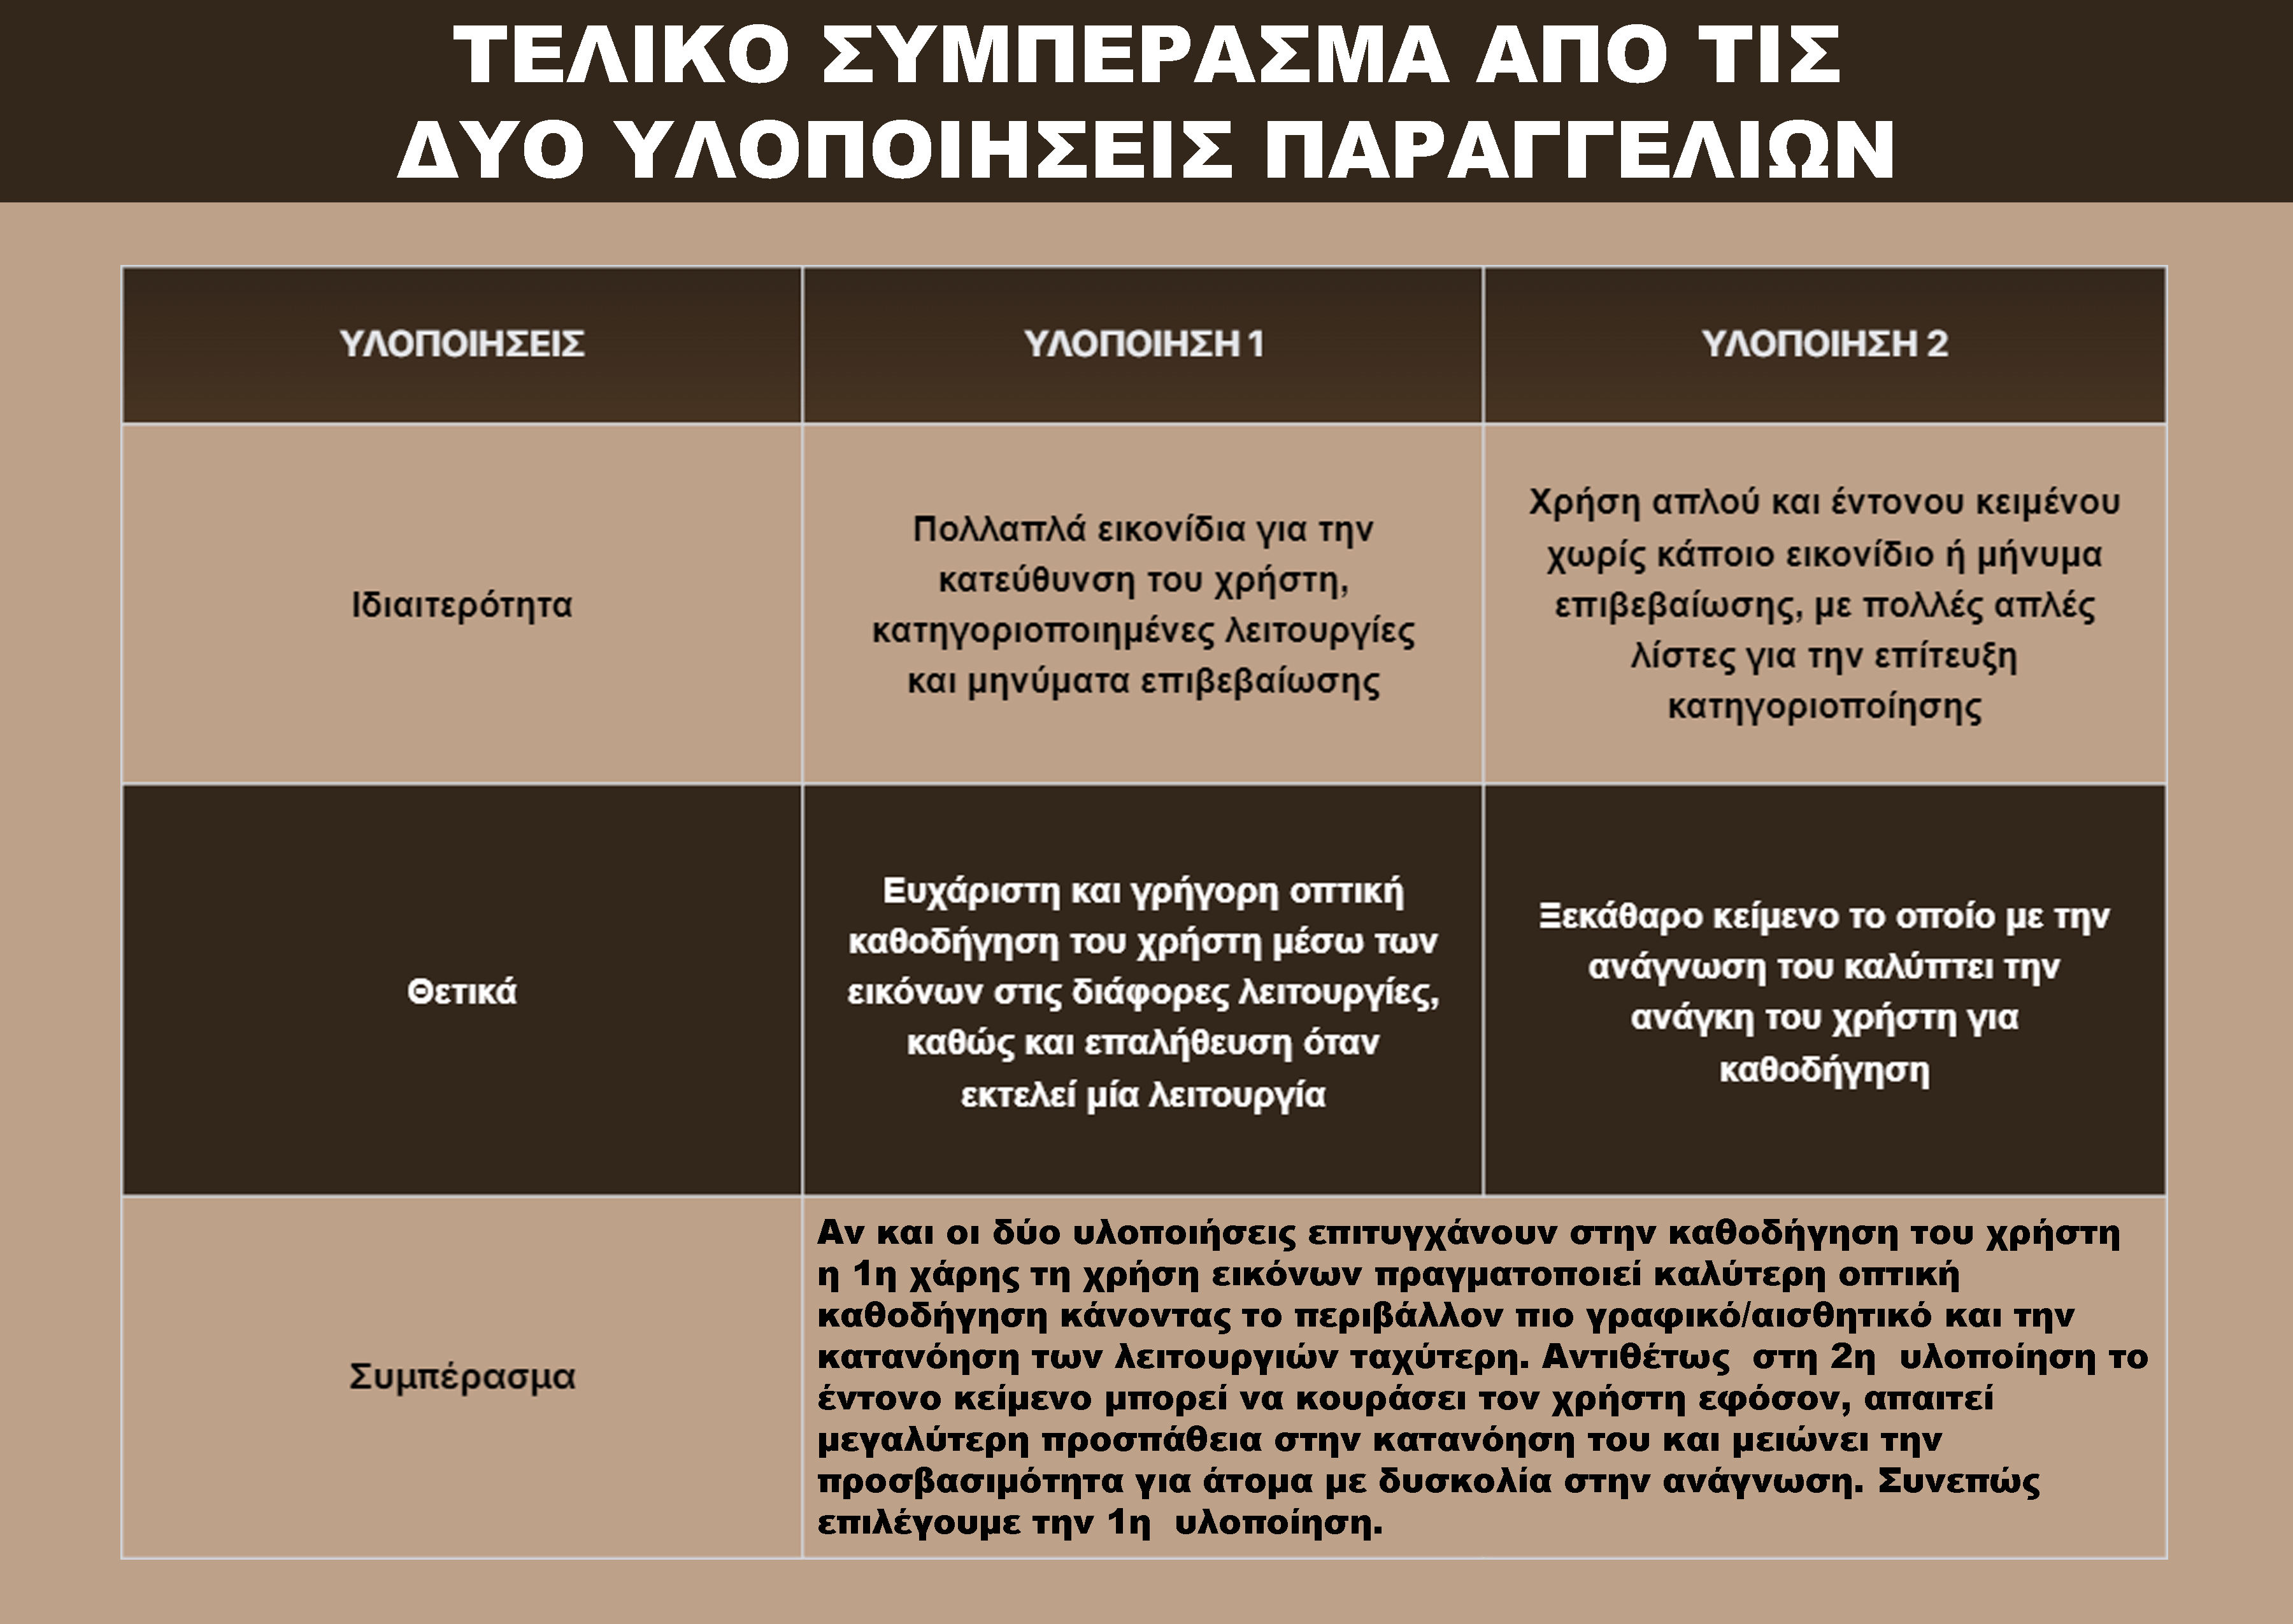 ΤΕΛΙΚΟ ΣΥΜΠΕΡΑΣΜΑ ΑΠΟ ΤΙΣ
ΔΥΟ ΥΛΟΠΟΙΗΣΕΙΣ ΠΑΡΑΓΓΕΛΙΩΝ
ΥΛΟΠΟΙΗΣΕΙΣ
ΥΛΟΠΟΙΗΣΗ 1
ΥΛΟΠΟΙΗΣΗ 2
Ιδιαιτερότητα
Πολλαπλά εικονίδια για την
κατεύθυνση του χρήστη,
κατηγοριοποιημένες λειτουργίες
και μηνύματα επιβεβαίωσης
Χρήση απλού και έντονου κειμένου
χωρίς κάποιο εικονίδιο ή μήνυμα
επιβεβαίωσης, με πολλές απλές
λίστες για την επίτευξη
κατηγοριοποίησης
Θετικά
Ευχάριστη και γρήγορη οπτική
καθοδήγηση του χρήστη μέσω των
εικόνων στις διάφορες λειτουργίες,
καθώς και επαλήθευση όταν
εκτελεί μία λειτουργία
Ξεκάθαρο κείμενο το οποίο με την
ανάγνωση του καλύπτει την
ανάγκη του χρήστη για
καθοδήγηση
Συμπέρασμα
Αν και οι δύο υλοποιήσεις επιτυγχάνουν στην καθοδήγηση του χρήστη
η 1η χάρης τη χρήση εικόνων πραγματοποιεί καλύτερη οπτική
καθοδήγηση κάνοντας το περιβάλλον πιο γραφικό/αισθητικό και την
κατανόηση των λειτουργιών ταχύτερη. Αντιθέτως στη 2η υλοποίηση το
έντονο κείμενο μπορεί να κουράσει τον χρήστη εφόσον, απαιτεί
μεγαλύτερη προσπάθεια στην κατανόηση του και μειώνει την
προσβασιμότητα για άτομα με δυσκολία στην ανάγνωση. Συνεπώς
επιλέγουμε την 1η υλοποίηση.